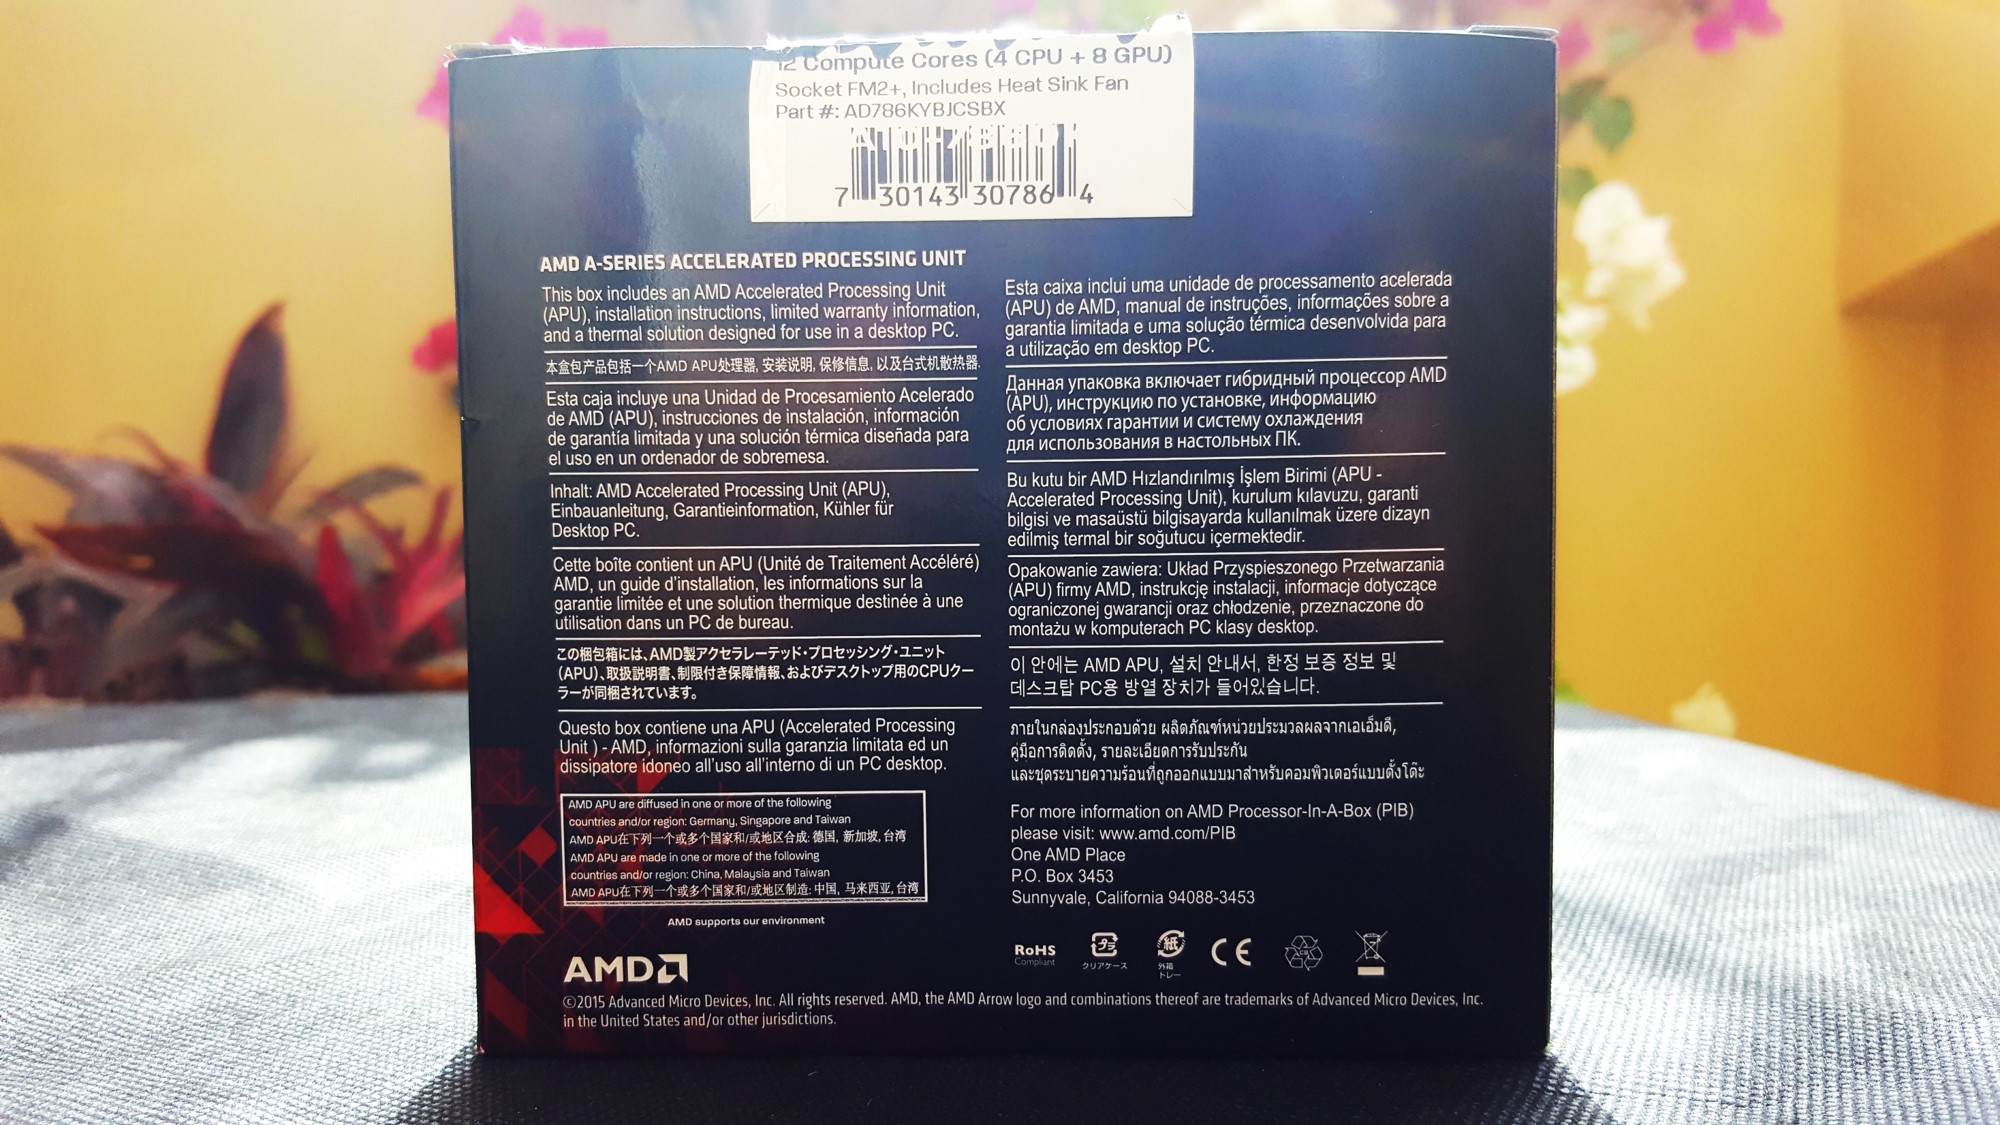 12 Compute Cores (4 CPU + 8 GPU)
Socket FM2+, Includes Heat Sink Fan
Part #: AD786KYBJCSBX
7 30143 30786 4
AMD A-SERIES ACCELERATED PROCESSING UNIT
This box includes an AMD Accelerated Processing Unit
(APU), installation instructions, limited warranty information,
and a thermal solution designed for use in a desktop PC.
本盒包产品包括一个AMD APU处理器, 安装说明, 保修信息, 以及台式机散热器.
Esta caja incluye una Unidad de Procesamiento Acelerado
de AMD (APU), instrucciones de instalación, información
de garantía limitada y una solución térmica diseñada para
el uso en un ordenador de sobremesa.
Inhalt: AMD Accelerated Processing Unit (APU),
Einbauanleitung, Garantieinformation, Kühler für
Desktop PC.
Cette boîte contient un APU (Unité de Traitement Accéléré)
AMD, un guide d'installation, les informations sur la
garantie limitée et une solution thermique destinée à une
utilisation dans un PC de bureau.
この梱包箱には、AMD製アクセラレーテッド・プロセッシング・ユニット
(APU)、取扱説明書、制限付き保障情報、およびデスクトップ用のCPUクー
ラーが同梱されています。
Questo box contiene una APU (Accelerated Processing
Unit ) - AMD, informazioni sulla garanzia limitata ed un
dissipatore idoneo all'uso all'interno di un PC desktop.
AMD APU are diffused in one or more of the following
countries and/or region: Germany, Singapore and Taiwan
AMD APU在下列一个或多个国家和/或地区合成: 德国, 新加坡, 台湾
AMD APU are made in one or more of the following
countries and/or region: China, Malaysia and Taiwan
AMD APU在下列一个或多个国家和/或地区制造: 中国, 马来西亚, 台湾
AMD supports our environment
AMD
Esta caixa inclui uma unidade de processamento acelerada
(APU) de AMD, manual de instruções, informações sobre a
garantia limitada e uma solução térmica desenvolvida para
a utilização em desktop PC.
Данная упаковка включает гибридный процессор AMD
(APU), инструкцию по установке, информацию
об условиях гарантии и систему охлаждения
для использования в настольных ПК.
Bu kutu bir AMD Hızlandırılmış İşlem Birimi (APU -
Accelerated Processing Unit), kurulum kılavuzu, garanti
bilgisi ve masaüstü bilgisayarda kullanılmak üzere dizayn
edilmiş termal bir soğutucu içermektedir.
Opakowanie zawiera: Układ Przyspieszonego Przetwarzania
(APU) firmy AMD, instrukcję instalacji, informacje dotyczące
ograniczonej gwarancji oraz chłodzenie, przeznaczone do
montażu w komputerach PC klasy desktop.
이 안에는 AMD APU, 설치 안내서, 한정 보증 정보 및
데스크탑 PC용 방열 장치가 들어있습니다.
ภายในกล่องประกอบด้วย ผลิตภัณฑ์หน่วยประมวลผลจากเอเอ็มดี,
คู่มือการติดตั้ง, รายละเอียดการรับประกัน
และชุดระบายความร้อนที่ถูกออกแบบมาสำหรับคอมพิวเตอร์แบบตั้งโต๊ะ
For more information on AMD Processor-In-A-Box (PIB)
please visit: www.amd.com/PIB
One AMD Place
P.O. Box 3453
Sunnyvale, California 94088-3453
RoHS
Compliant
プラ
クリアケース
紙
外箱
トレー
CE
©2015 Advanced Micro Devices, Inc. All rights reserved. AMD, the AMD Arrow logo and combinations thereof are trademarks of Advanced Micro Devices, Inc.
in the United States and/or other jurisdictions.